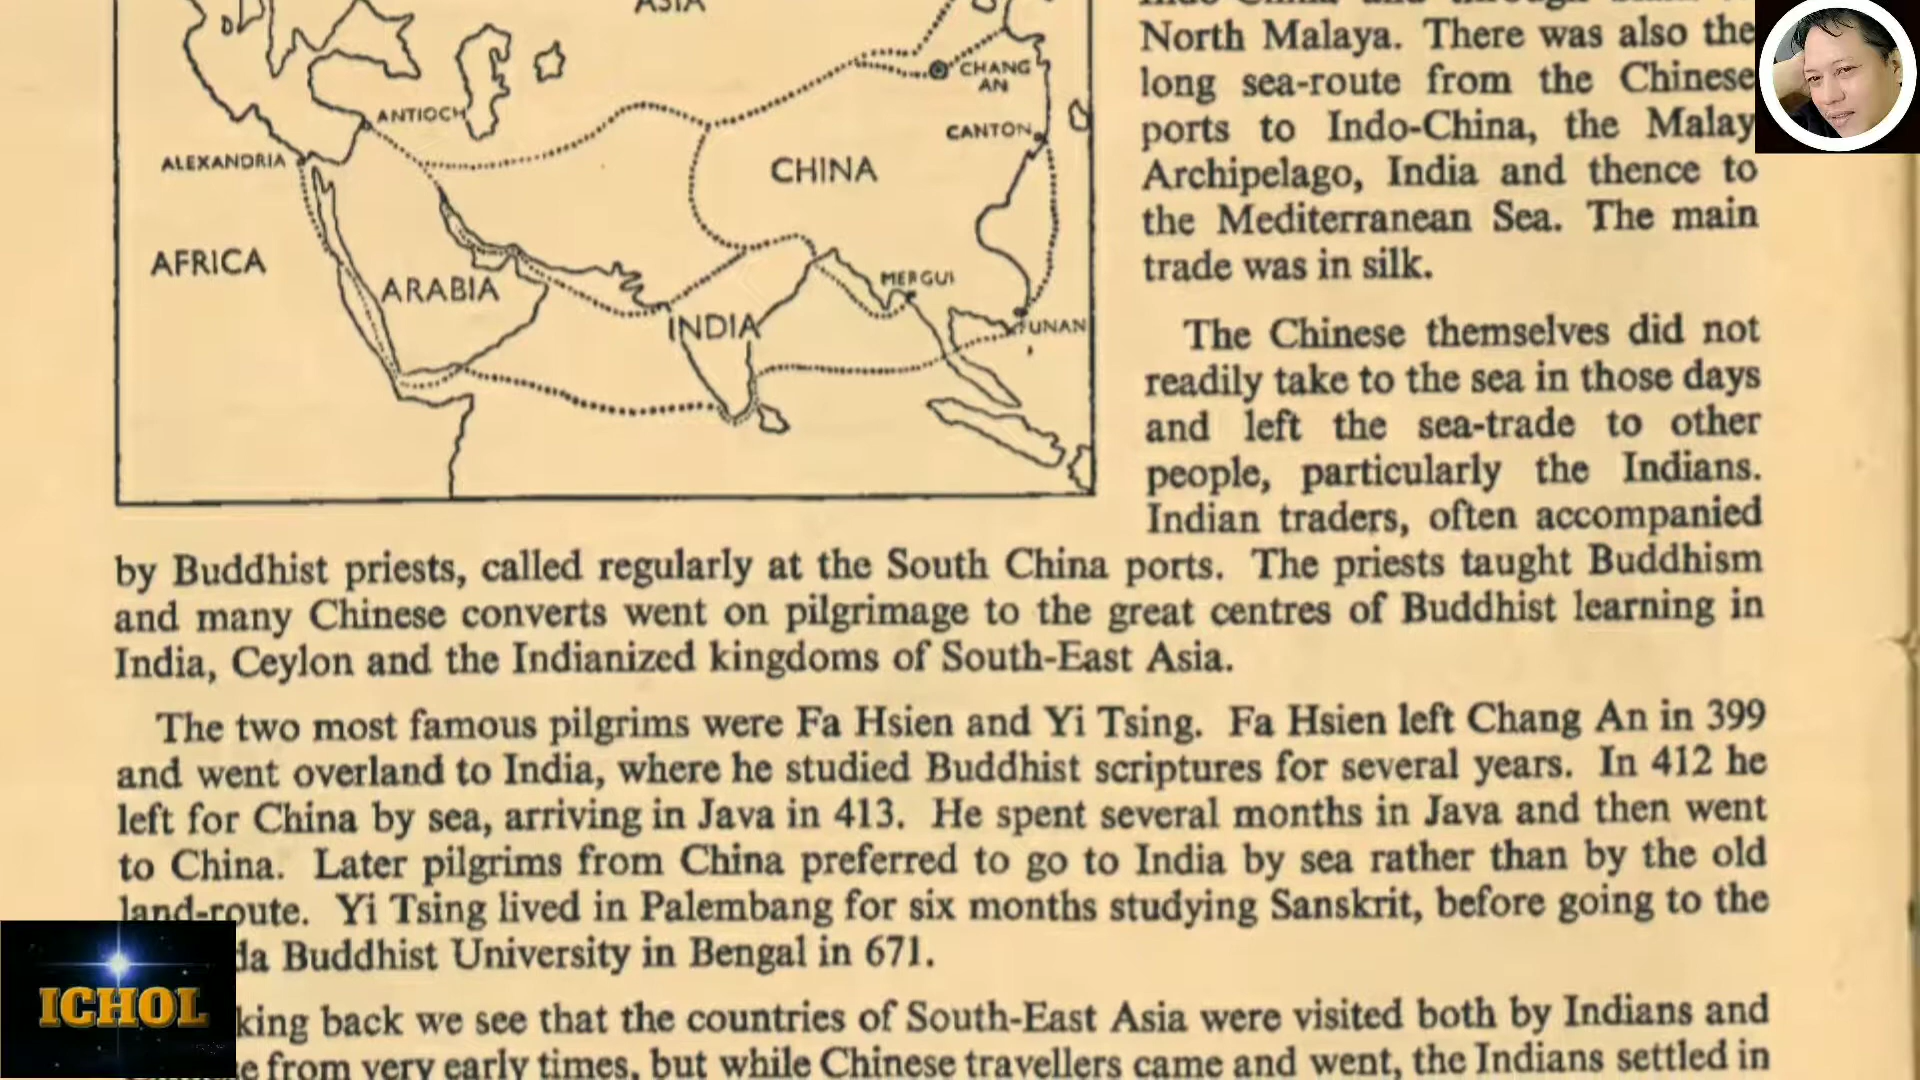 ASIA
CHANG
AN
ANTIOCH
CANTON
ALEXANDRIA
CHINA
AFRICA
MERGUI
ARABIA
INDIA
FUNAN
North Malaya. There was also the
long sea-route from the Chinese
ports to Indo-China, the Malay
Archipelago, India and thence to
the Mediterranean Sea. The main
trade was in silk.
The Chinese themselves did not
readily take to the sea in those days
and left the sea-trade to other
people, particularly the Indians.
Indian traders, often accompanied
by Buddhist priests, called regularly at the South China ports. The priests taught Buddhism
and many Chinese converts went on pilgrimage to the great centres of Buddhist learning in
India, Ceylon and the Indianized kingdoms of South-East Asia.
The two most famous pilgrims were Fa Hsien and Yi Tsing. Fa Hsien left Chang An in 399
and went overland to India, where he studied Buddhist scriptures for several years. In 412 he
left for China by sea, arriving in Java in 413. He spent several months in Java and then went
to China. Later pilgrims from China preferred to go to India by sea rather than by the old
land-route. Yi Tsing lived in Palembang for six months studying Sanskrit, before going to the
da Buddhist University in Bengal in 671.
king back we see that the countries of South-East Asia were visited both by Indians and
e from very early times, but while Chinese travellers came and went, the Indians settled in
ICHOL